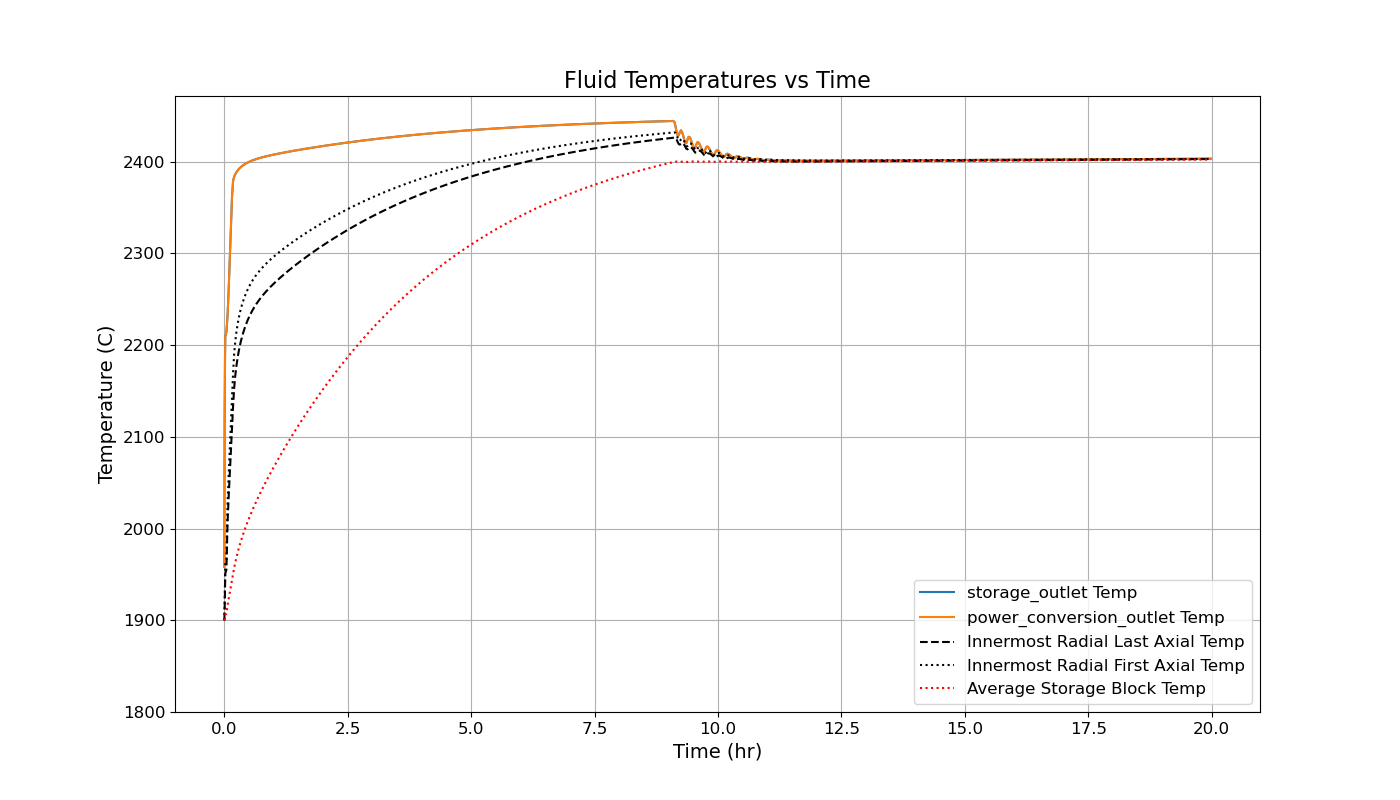 Fluid Temperatures vs Time
Temperature (C)
2400
2300
2200
2100
2000
1900
1800
storage_outlet Temp
power_conversion_outlet Temp
Innermost Radial Last Axial Temp
Innermost Radial First Axial Temp
Average Storage Block Temp
0.0 2.5 5.0 7.5 10.0 12.5 15.0 17.5 20.0
Time (hr)